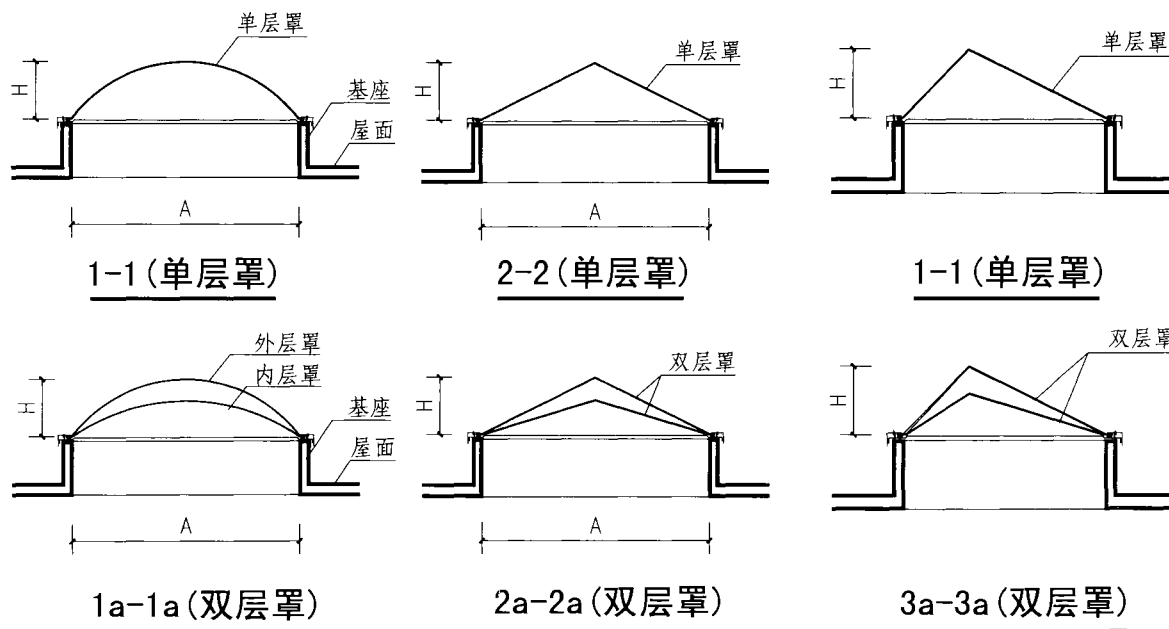 单层罩
H
基座
屋面
A
1-1(单层罩)
单层罩
H
A
2-2(单层罩)
单层罩
H
1-1(单层罩)
外层罩
内层罩
H
基座
屋面
A
1a-1a(双层罩)
双层罩
H
A
2a-2a(双层罩)
双层罩
H
3a-3a(双层罩)